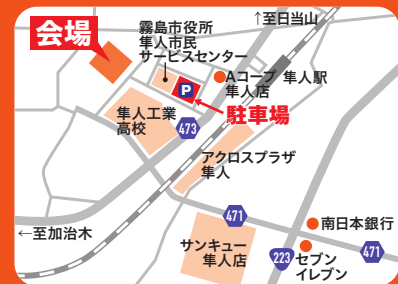 会場
霧島市役所
隼人市民
サービスセンター
↑至日当山
P
Aコープ
隼人店
隼人駅
駐車場
隼人工業
高校
473
アクロスプラザ
隼人
471
南日本銀行
←至加治木
サンキュー
隼人店
223
セブン
イレブン
471